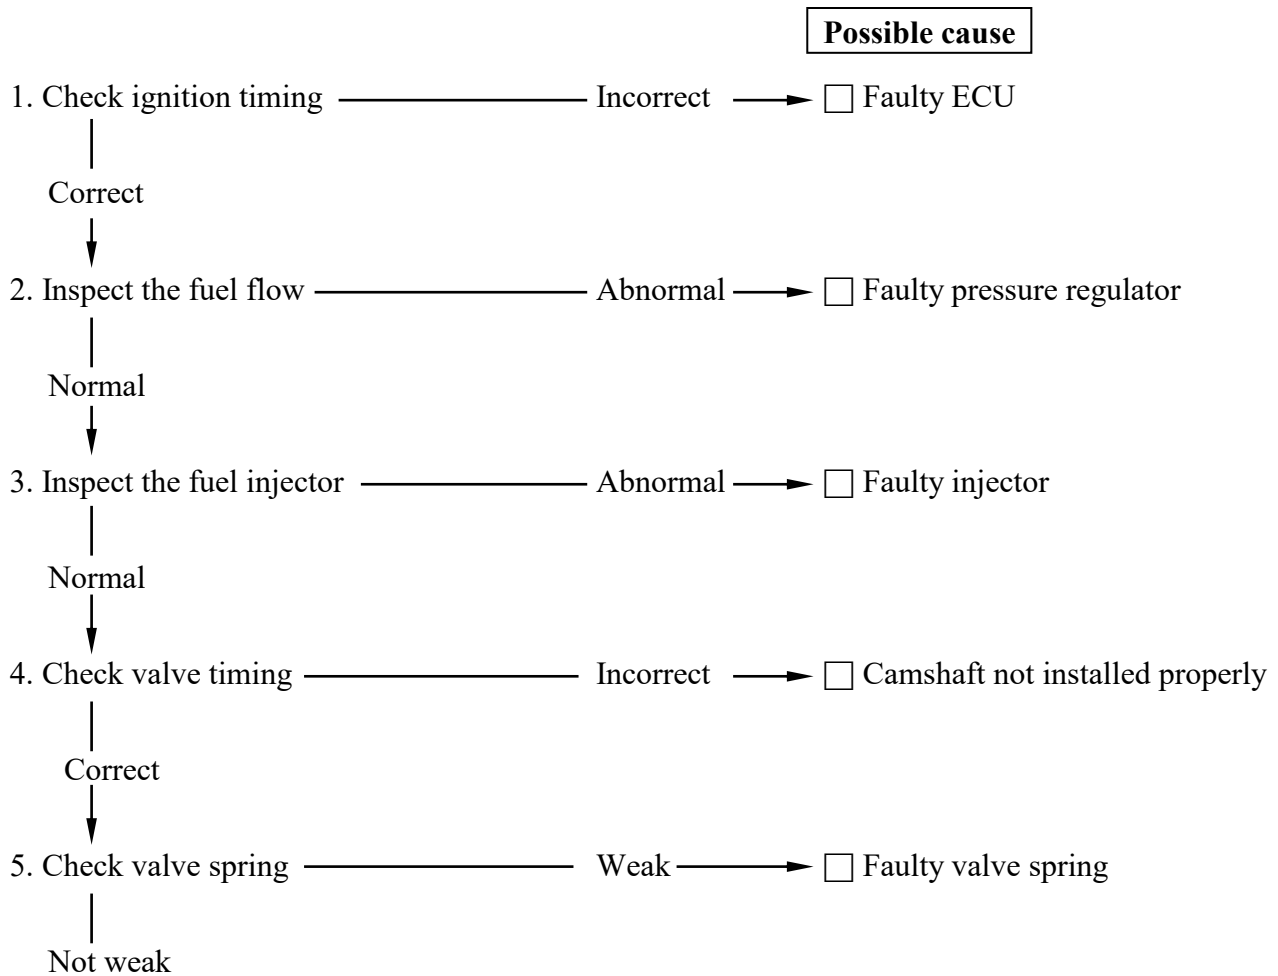 Possible cause
1. Check ignition timing Incorrect Faulty ECU
Correct
2. Inspect the fuel flow Abnormal Faulty pressure regulator
Normal
3. Inspect the fuel injector Abnormal Faulty injector
Normal
4. Check valve timing Incorrect Camshaft not installed properly
Correct
5. Check valve spring Weak Faulty valve spring
Not weak